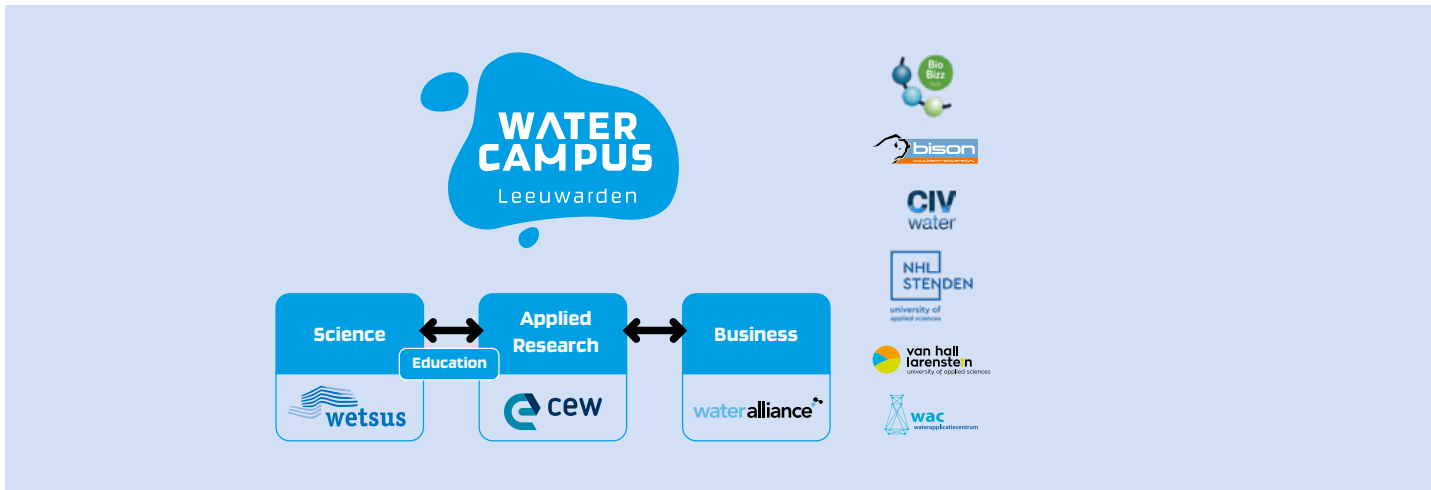 WATER
CAMPUS
Leeuwarden
Science
Education
Applied
Research
Business
wetsus
cew
wateralliance
Bio
Bizz
bison
CIV
water
NHL
STENDEN
university of
applied sciences
van hall
larenstein
university of applied sciences
wac
waterapplicatiecentrum